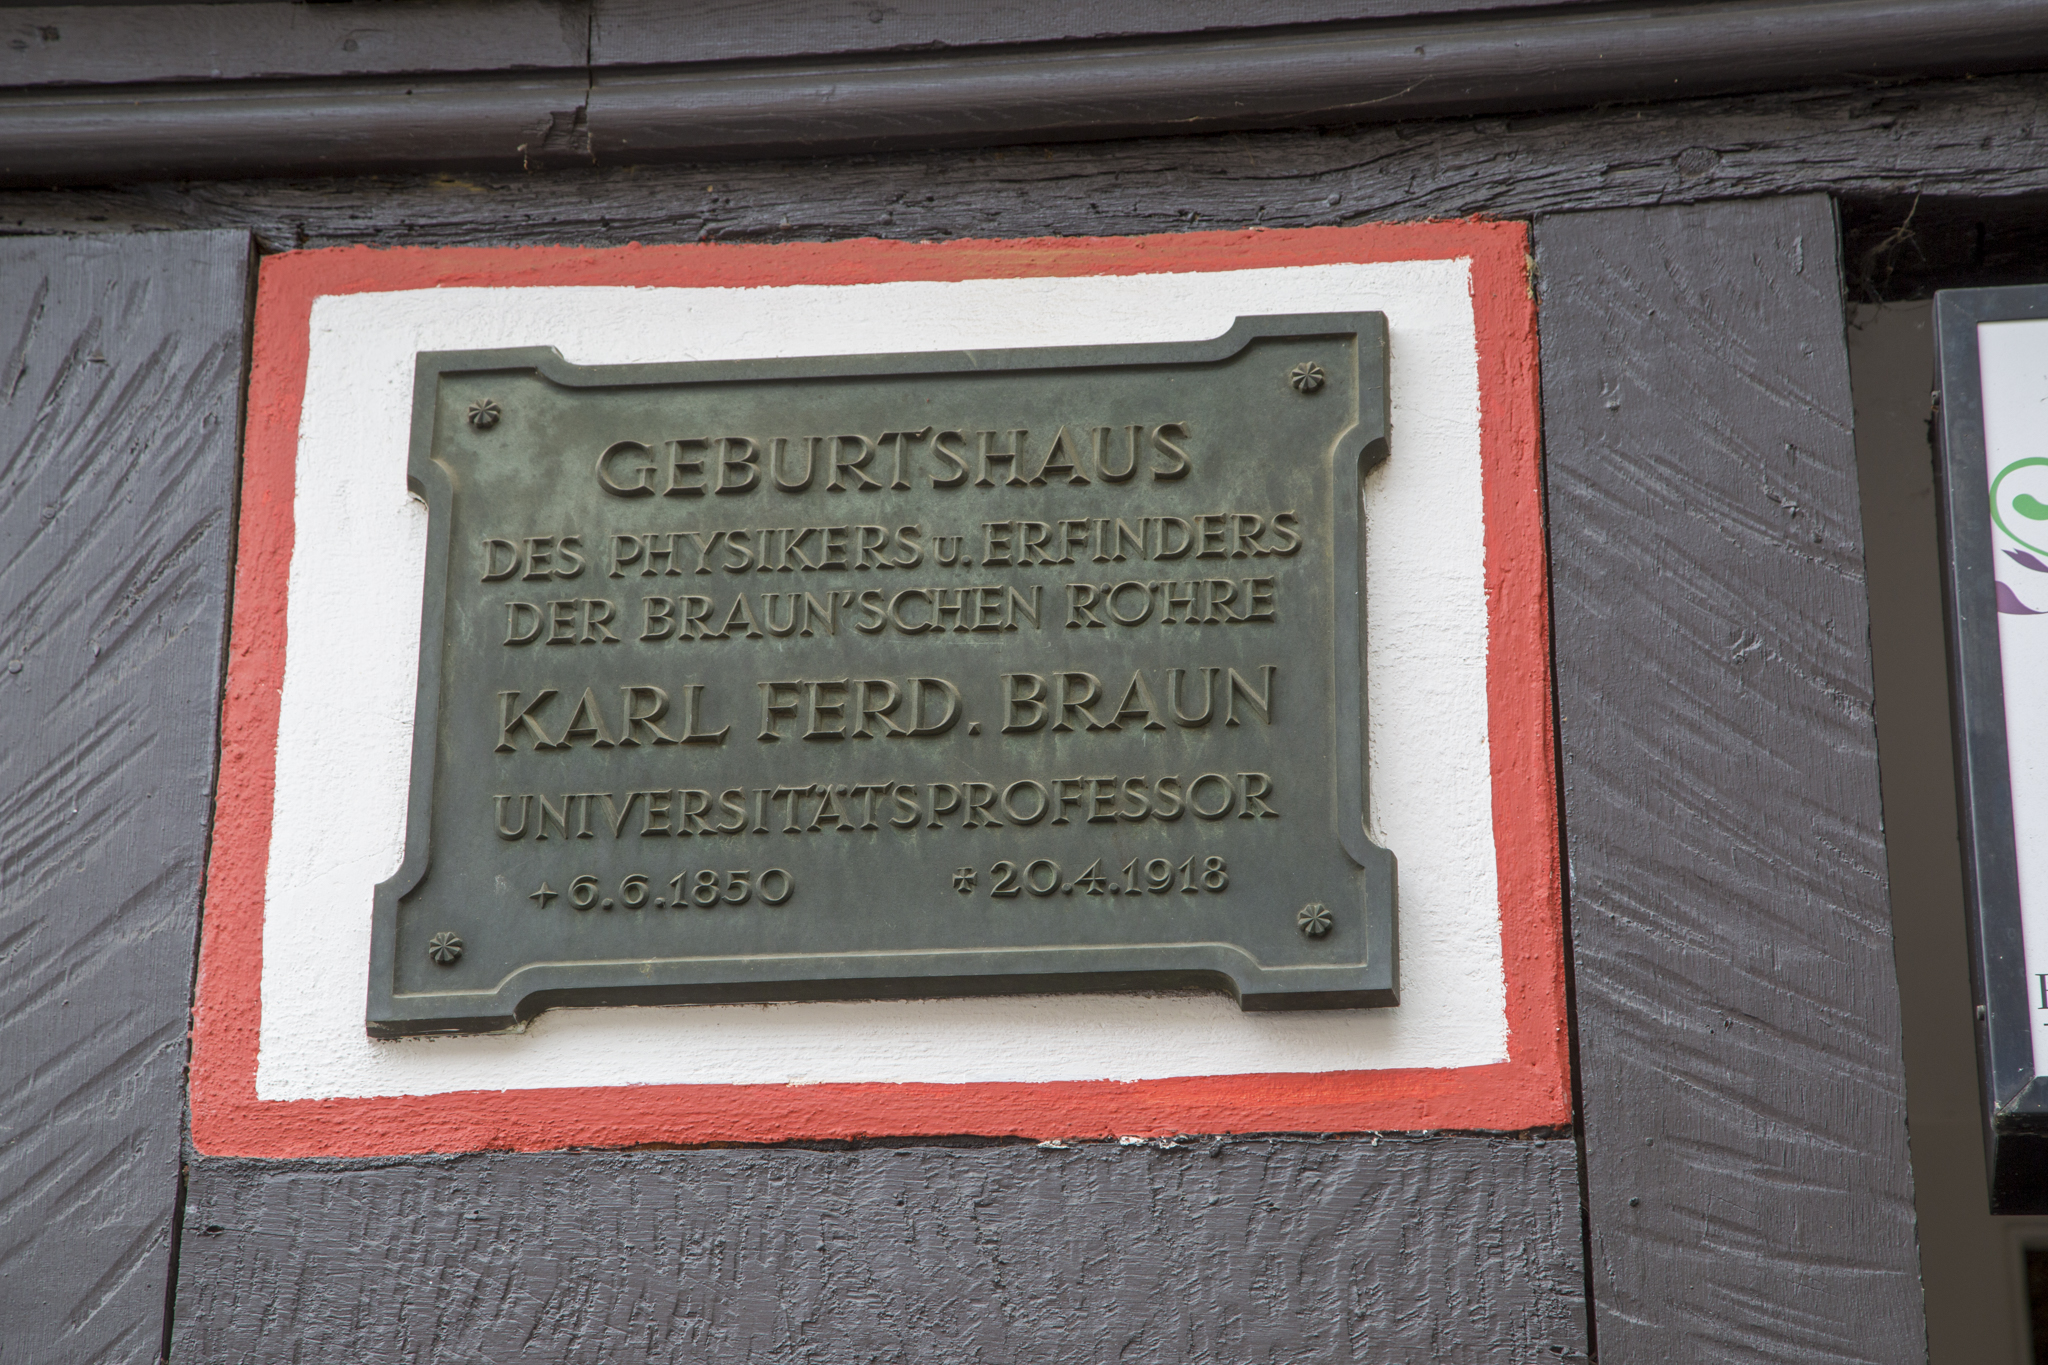 GEBURTSHAUS
DES PHYSIKERS u. ERFINDERS
DER BRAUN'SCHEN RÖHRE
KARL FERD. BRAUN
UNIVERSITÄTSPROFESSOR
+ 6.6.1850 ✠ 20.4.1918